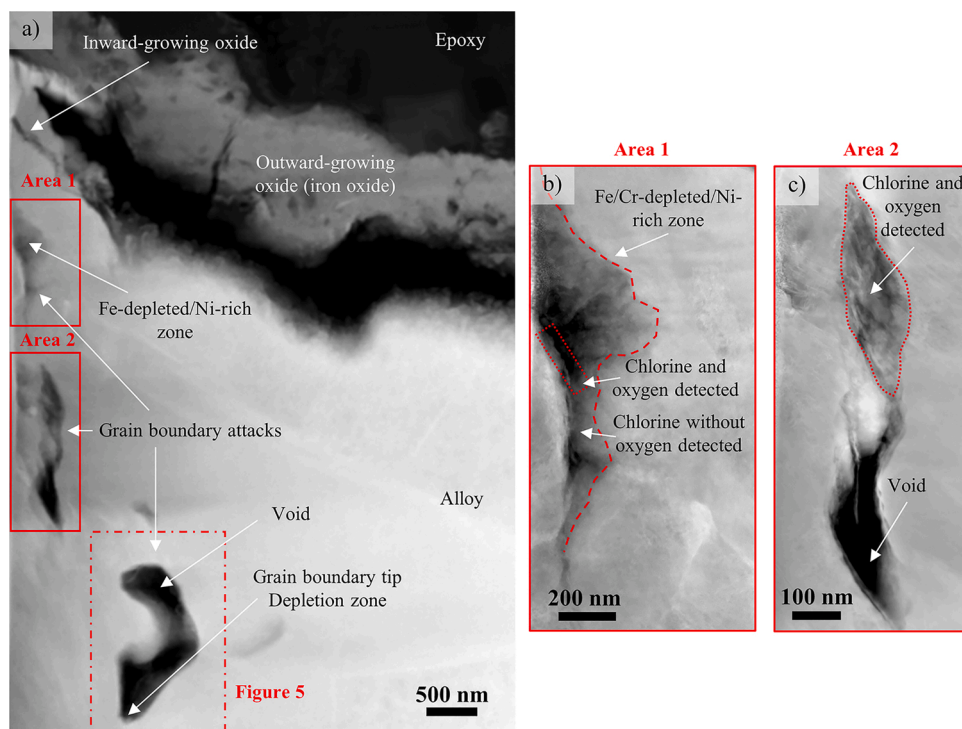 a)
Epoxy
Inward-growing oxide
Outward-growing
oxide (iron oxide)
Area 1
Fe-depleted/Ni-rich
zone
Area 2
Grain boundary attacks
Alloy
Void
Grain boundary tip
Depletion zone
Figure 5
500 nm
Area 1
b)
Fe/Cr-depleted/Ni-
rich zone
Chlorine and
oxygen detected
Chlorine without
oxygen detected
200 nm
Area 2
c)
Chlorine and
oxygen
detected
Void
100 nm